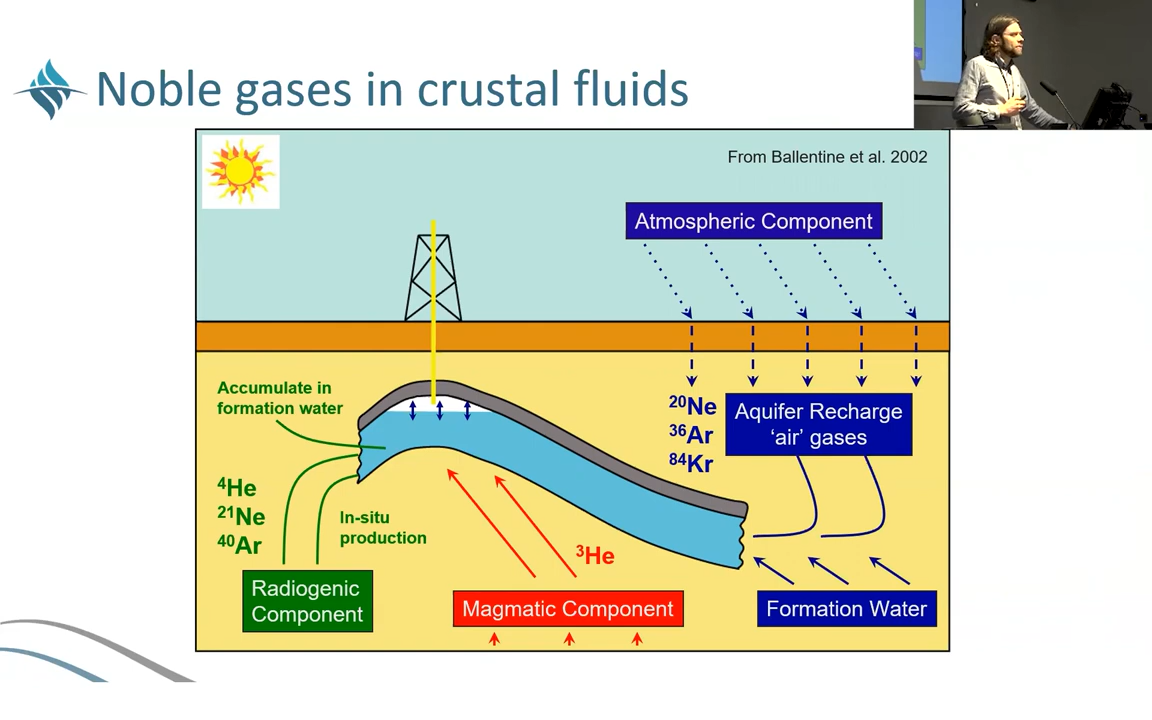 Noble gases in crustal fluids
From Ballentine et al. 2002
Atmospheric Component
Accumulate in
formation water
²⁰Ne
³⁶Ar
⁸⁴Kr
Aquifer Recharge
‘air’ gases
⁴He
²¹Ne
⁴⁰Ar
In-situ
production
³He
Radiogenic
Component
Magmatic Component
Formation Water